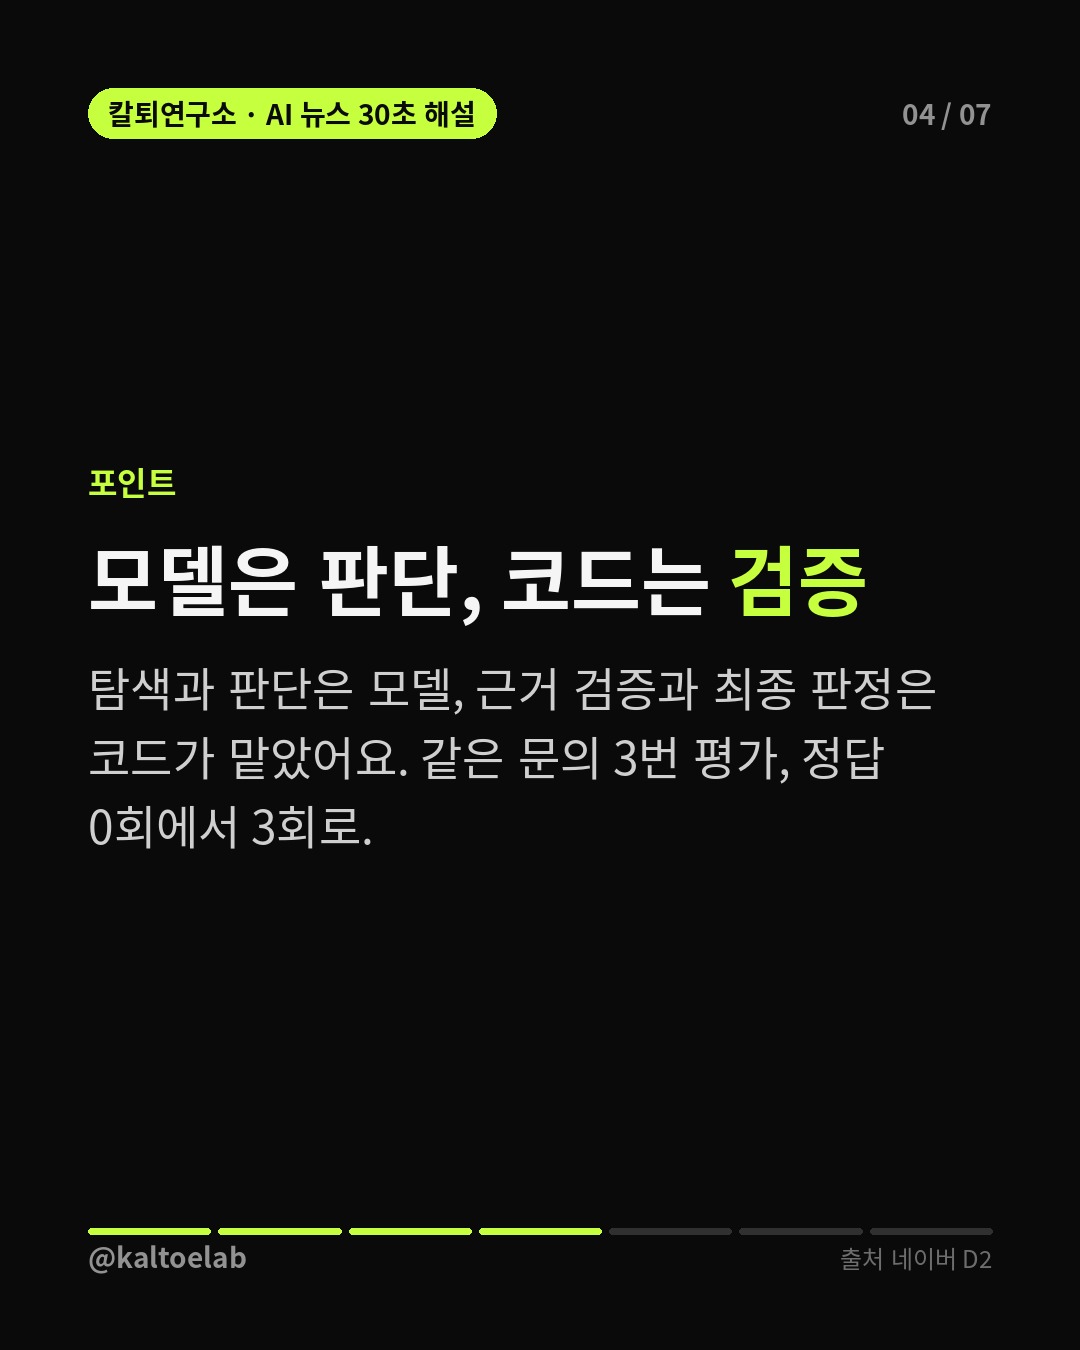 칼퇴연구소 · AI 뉴스 30초 해설
04 / 07
포인트
모델은 판단, 코드는 검증
탐색과 판단은 모델, 근거 검증과 최종 판정은
코드가 맡았어요. 같은 문의 3번 평가, 정답
0회에서 3회로.
@kaltoelab
출처 네이버 D2